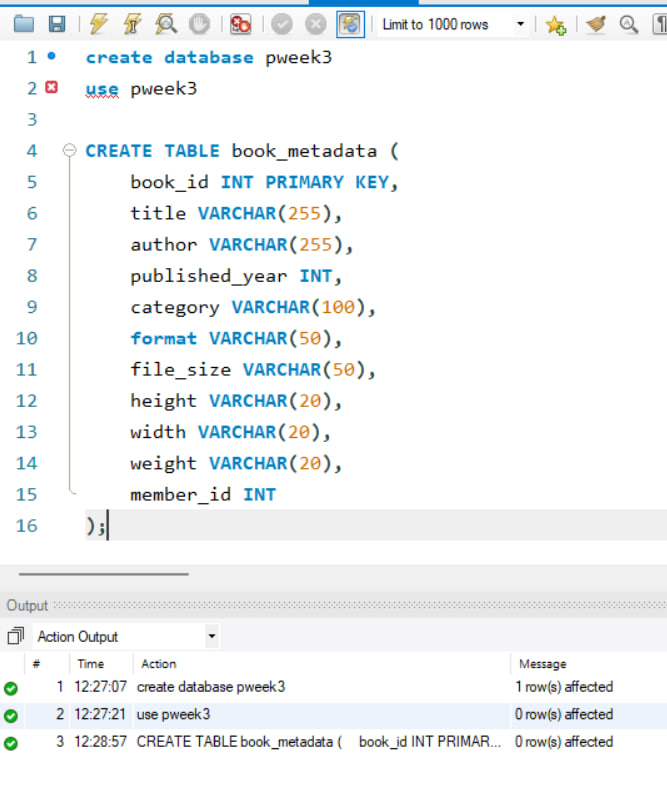 Limit to 1000 rows
1 create database pweek3
2 use pweek3
3
4 CREATE TABLE book_metadata (
5 book_id INT PRIMARY KEY,
6 title VARCHAR(255),
7 author VARCHAR(255),
8 published_year INT,
9 category VARCHAR(100),
10 format VARCHAR(50),
11 file_size VARCHAR(50),
12 height VARCHAR(20),
13 width VARCHAR(20),
14 weight VARCHAR(20),
15 member_id INT
16 );
Output
Action Output
# Time Action Message
1 12:27:07 create database pweek3 1 row(s) affected
2 12:27:21 use pweek3 0 row(s) affected
3 12:28:57 CREATE TABLE book_metadata ( book_id INT PRIMAR... 0 row(s) affected